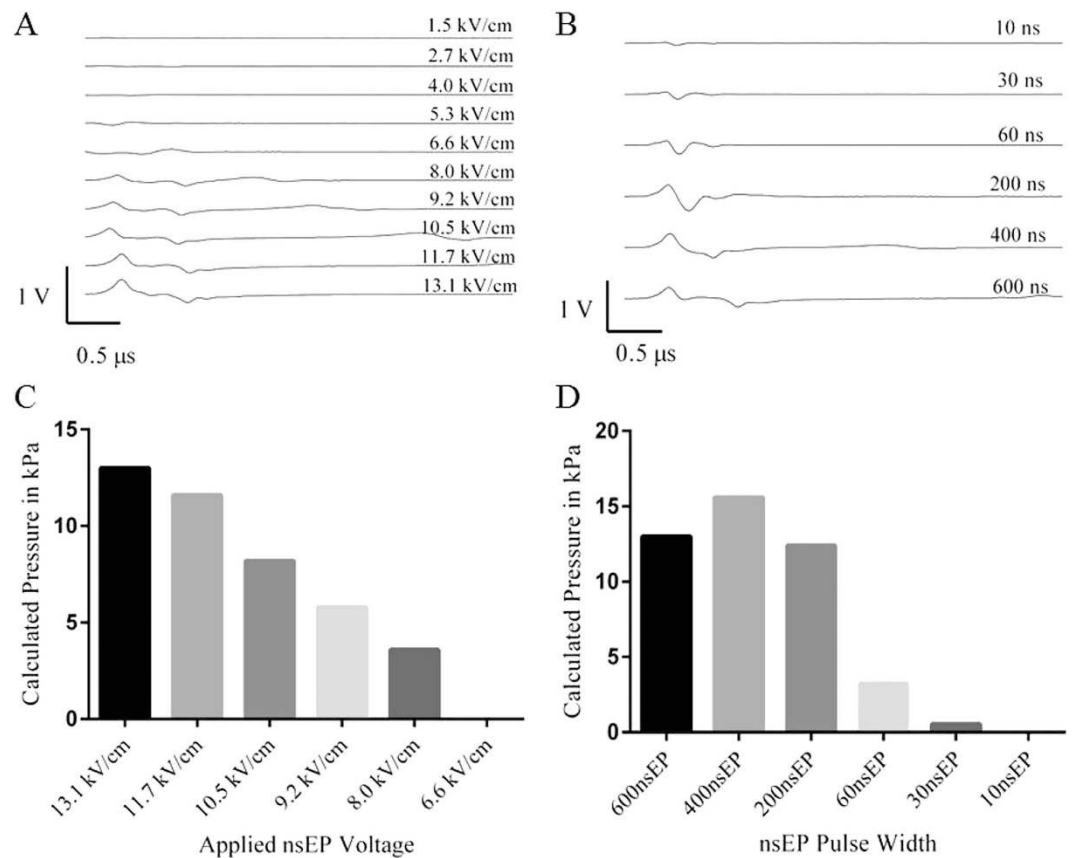 A
1.5 kV/cm
2.7 kV/cm
4.0 kV/cm
5.3 kV/cm
6.6 kV/cm
8.0 kV/cm
9.2 kV/cm
10.5 kV/cm
11.7 kV/cm
13.1 kV/cm
1 V
0.5 µs
B
10 ns
30 ns
60 ns
200 ns
400 ns
600 ns
1 V
0.5 µs
C
Calculated Pressure in kPa
15
10
5
0
13.1 kV/cm
11.7 kV/cm
10.5 kV/cm
9.2 kV/cm
8.0 kV/cm
6.6 kV/cm
Applied nsEP Voltage
D
Calculated Pressure in kPa
20
15
10
5
0
600nsEP
400nsEP
200nsEP
60nsEP
30nsEP
10nsEP
nsEP Pulse Width